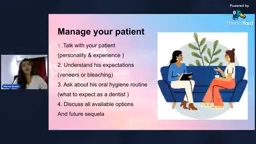 Powered by:
StreamYard
Manage your patient
1. Talk with your patient
(personality & experience )
2. Understand his expectations
(veneers or bleaching)
3. Ask about his oral hygiene routine
(what to expect as a dentist )
4. Discuss all available options
And future sequela